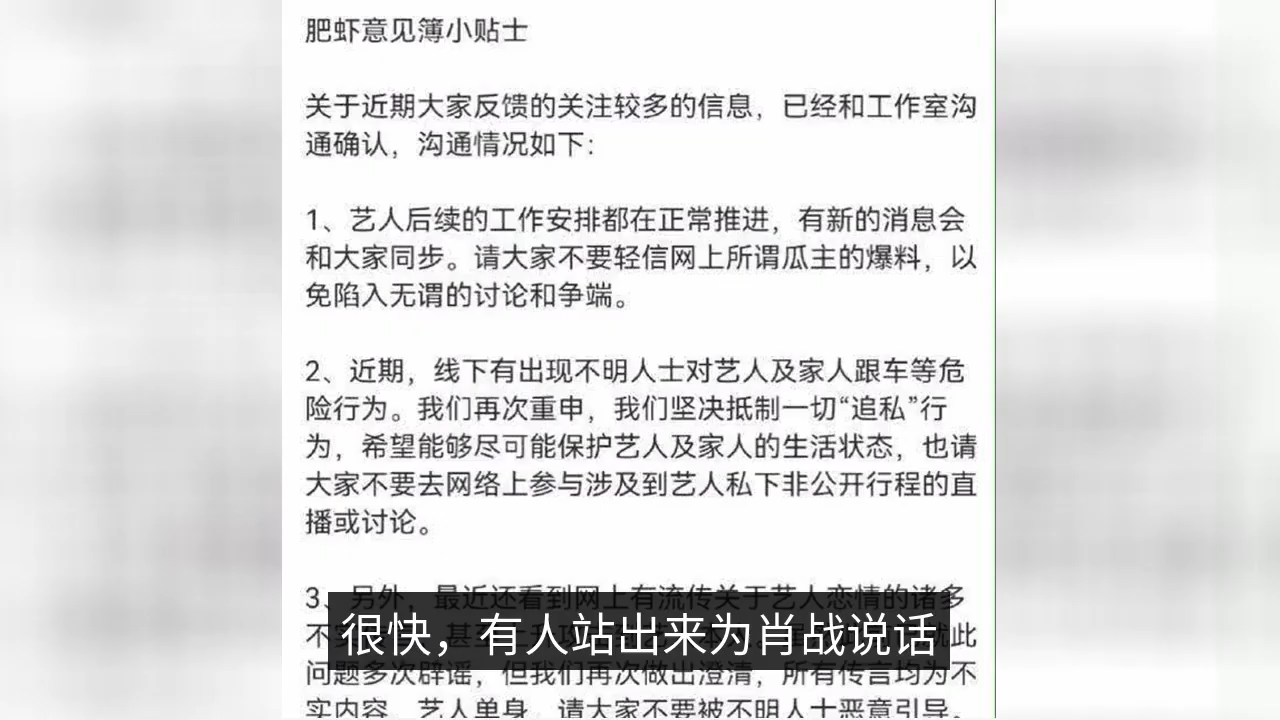 肥虾意见簿小贴士
关于近期大家反馈的关注较多的信息，已经和工作室沟
通确认，沟通情况如下：
1、艺人后续的工作安排都在正常推进，有新的消息会
和大家同步。请大家不要轻信网上所谓瓜主的爆料，以
免陷入无谓的讨论和争端。
2、近期，线下有出现不明人士对艺人及家人跟车等危
险行为。我们再次重申，我们坚决抵制一切“追私”行
为，希望能够尽可能保护艺人及家人的生活状态，也请
大家不要去网络上参与涉及到艺人私下非公开行程的直
播或讨论。
3、另外，最近还看到网上有流传关于艺人恋情的诸多
不
此
很快，有人站出来为肖战说话
问题多次辟谣，但我们再次做出澄清，所有传言均为不
实内容，艺人单身，请大家不要被不明人士恶意引导。